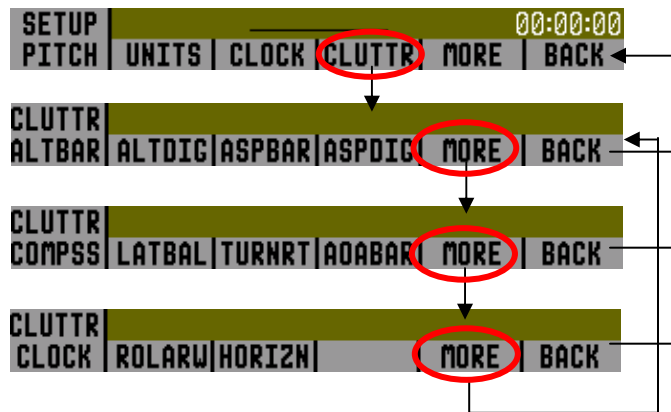 SETUP 00:00:00
PITCH UNITS CLOCK CLUTTR MORE BACK
CLUTTR
ALTBAR ALTDIG ASPBAR ASPDIG MORE BACK
CLUTTR
COMPSS LATBAL TURNRT AOABAR MORE BACK
CLUTTR
CLOCK ROLARW HORIZN MORE BACK